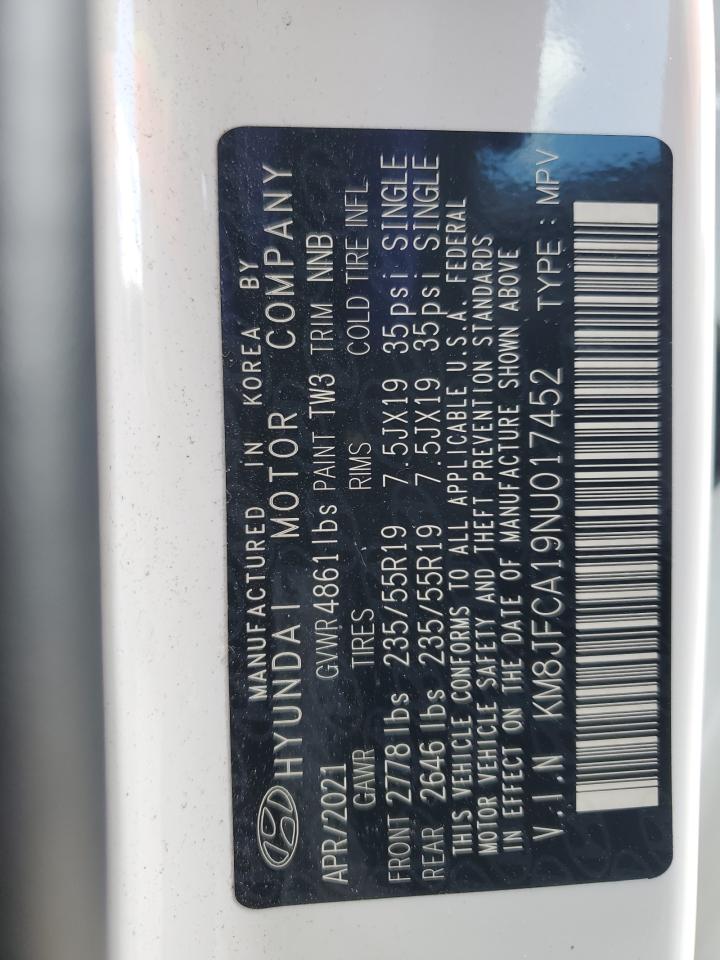 MANUFACTURED IN KOREA BY
HYUNDAI MOTOR COMPANY
APR/2021 GVWR 4861 lbs PAINT TW3 TRIM NNB
GAWR TIRES RIMS COLD TIRE INFL
FRONT 2778 lbs 235/55R19 7.5JX19 35psi SINGLE
REAR 2646 lbs 235/55R19 7.5JX19 35psi SINGLE
THIS VEHICLE CONFORMS TO ALL APPLICABLE U.S.A. FEDERAL
MOTOR VEHICLE SAFETY AND THEFT PREVENTION STANDARDS
IN EFFECT ON THE DATE OF MANUFACTURE SHOWN ABOVE
V.I.N KM8JFCA19NU017452 TYPE : MPV